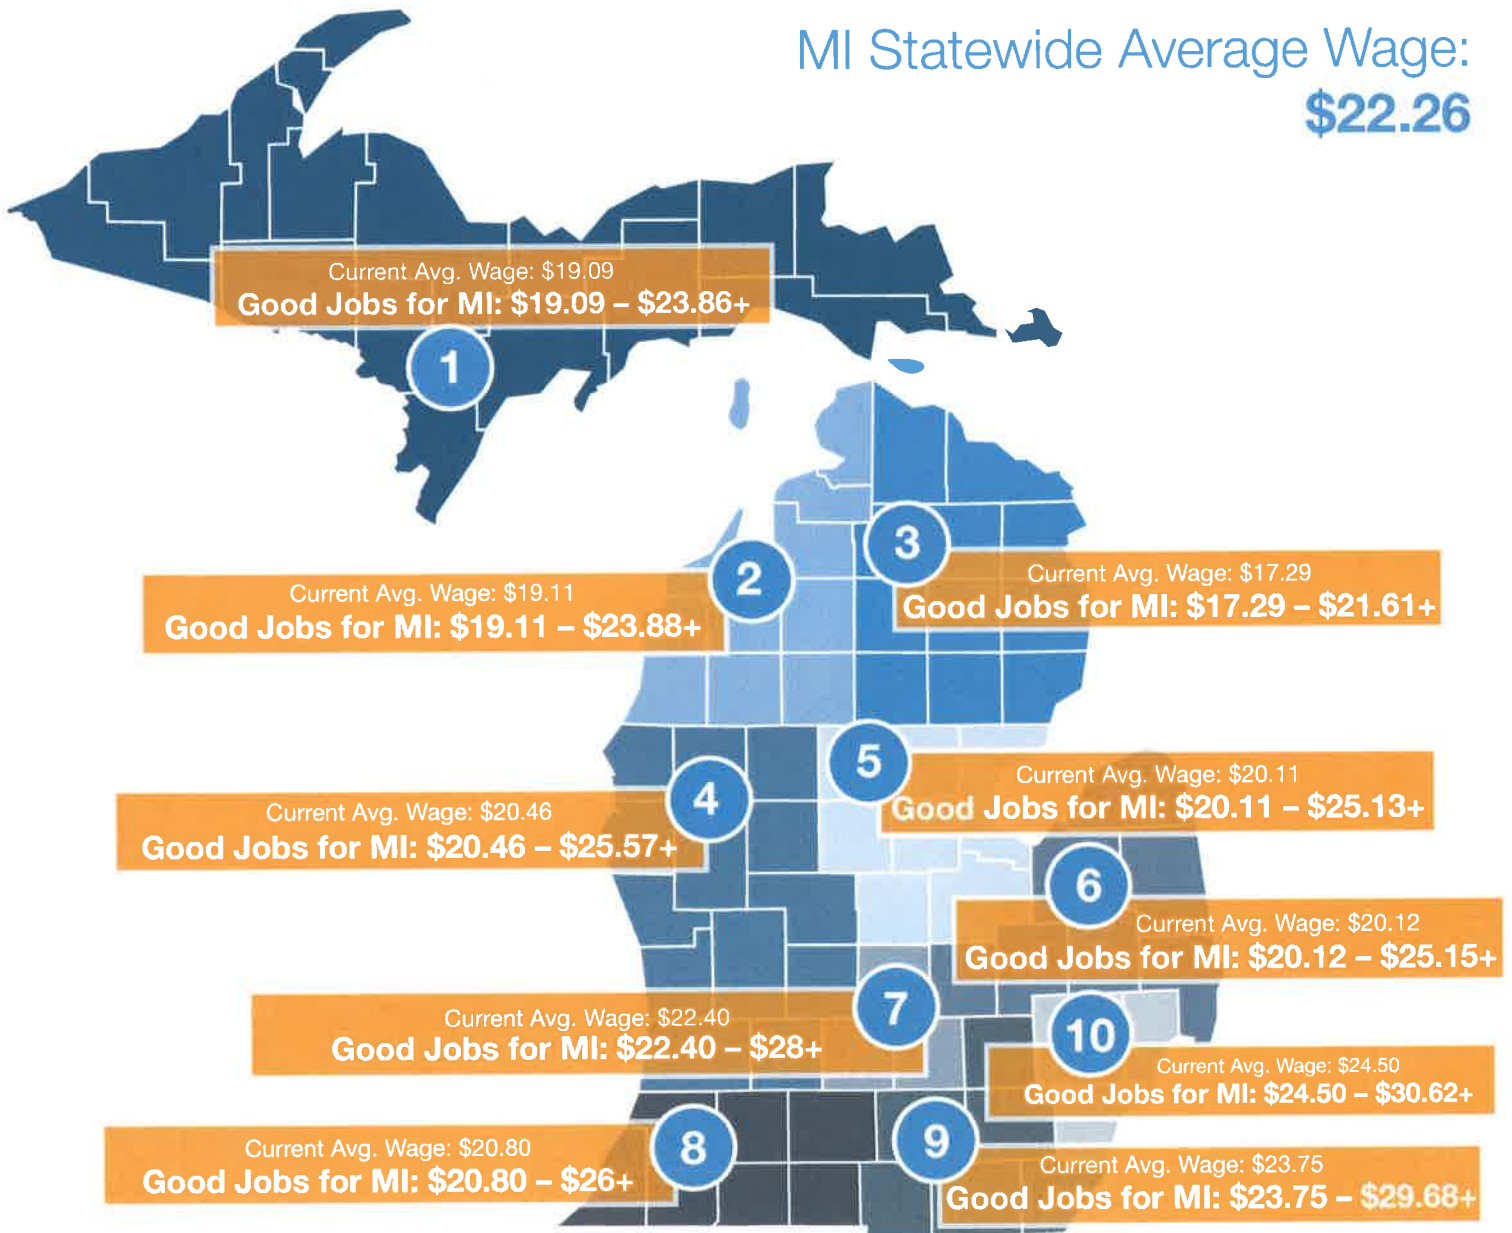 MI Statewide Average Wage:
$22.26
Current Avg. Wage: $19.09
Good Jobs for MI: $19.09 – $23.86+
1
2
Current Avg. Wage: $19.11
Good Jobs for MI: $19.11 – $23.88+
3
Current Avg. Wage: $17.29
Good Jobs for MI: $17.29 – $21.61+
4
Current Avg. Wage: $20.46
Good Jobs for MI: $20.46 – $25.57+
5
Current Avg. Wage: $20.11
Good Jobs for MI: $20.11 – $25.13+
6
Current Avg. Wage: $20.12
Good Jobs for MI: $20.12 – $25.15+
7
Current Avg. Wage: $22.40
Good Jobs for MI: $22.40 – $28+
10
Current Avg. Wage: $24.50
Good Jobs for MI: $24.50 – $30.62+
8
Current Avg. Wage: $20.80
Good Jobs for MI: $20.80 – $26+
9
Current Avg. Wage: $23.75
Good Jobs for MI: $23.75 – $29.68+